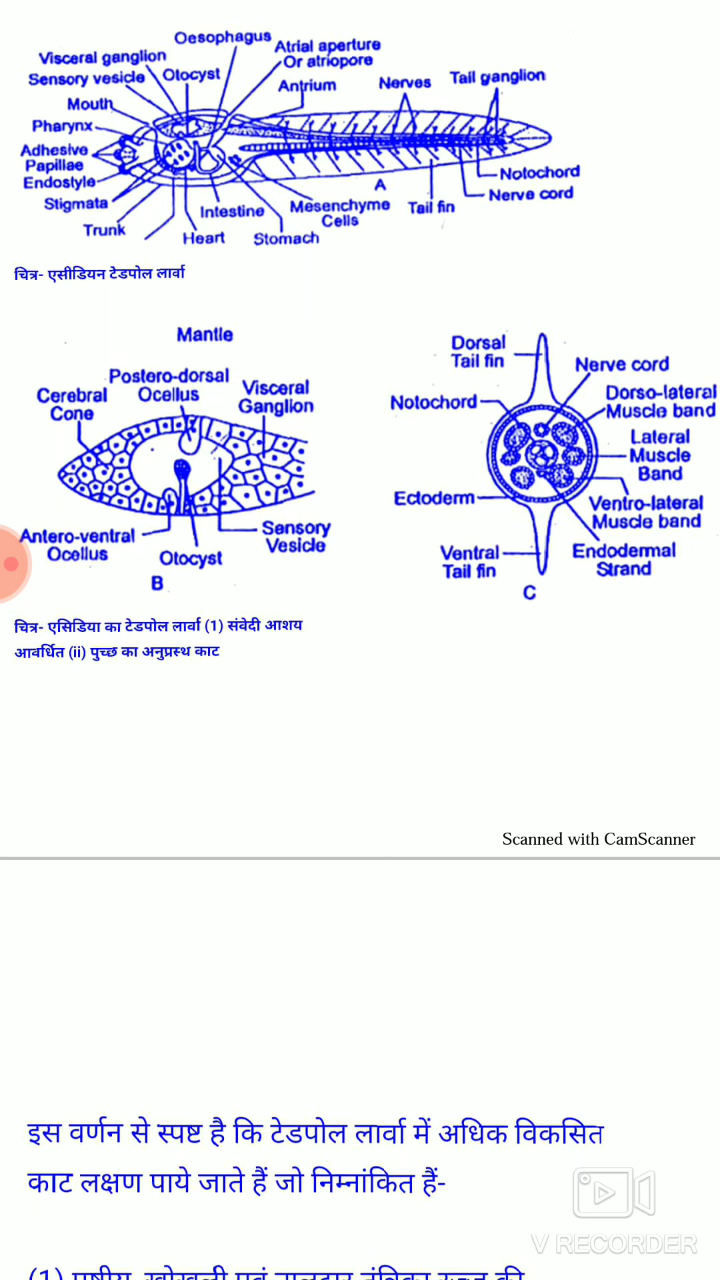 Oesophagus
Visceral ganglion
Atrial aperture
Or atriopore
Sensory vesicle
Otocyst
Antrium
Nerves
Tail ganglion
Mouth
Pharynx
Adhesive
Papillae
Endostyle
Stigmata
Trunk
Heart
Intestine
Stomach
Mesenchyme
Cells
A
Tail fin
Notochord
Nerve cord
चित्र- एसीडियन टेडपोल लार्वा
Mantle
Postero-dorsal
Ocellus
Cerebral
Cone
Visceral
Ganglion
Antero-ventral
Ocellus
Otocyst
Sensory
Vesicle
B
Dorsal
Tail fin
Nerve cord
Notochord
Dorso-lateral
Muscle band
Lateral
Muscle
Band
Ectoderm
Ventro-lateral
Muscle band
Ventral
Tail fin
Endodermal
Strand
C
चित्र- एसिडिया का टेडपोल लार्वा (1) संवेदी आशय
आवर्धित (ii) पुच्छ का अनुप्रस्थ काट
Scanned with CamScanner
इस वर्णन से स्पष्ट है कि टेडपोल लार्वा में अधिक विकसित
काट लक्षण पाये जाते हैं जो निम्नांकित हैं-
V RECORDER